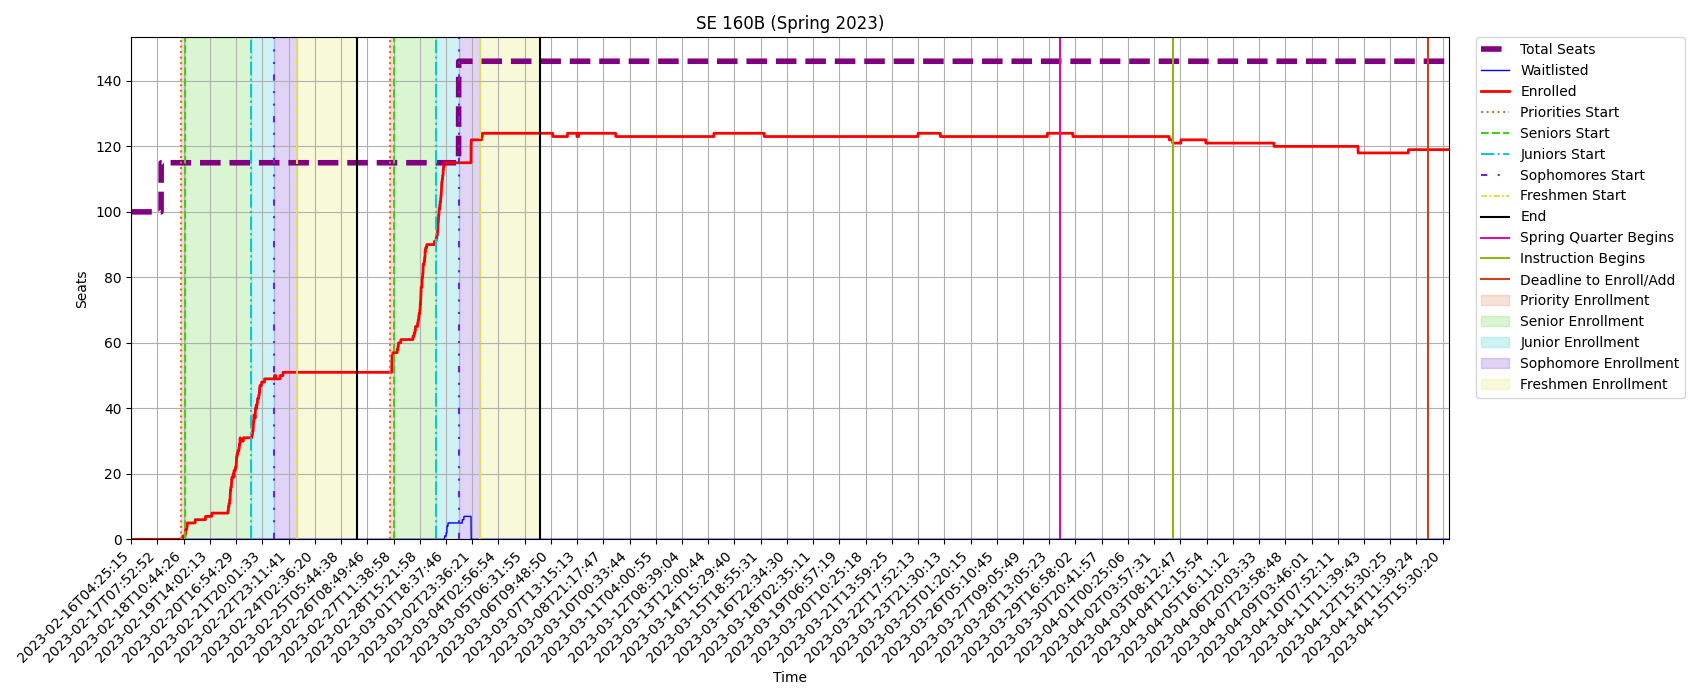 SE 160B (Spring 2023)
Seats
140
120
100
80
60
40
20
0
2023-02-16T04:25:15
2023-02-17T07:52:52
2023-02-18T10:44:26
2023-02-19T14:02:13
2023-02-20T16:54:29
2023-02-21T20:01:33
2023-02-22T23:11:41
2023-02-24T02:36:20
2023-02-25T05:44:38
2023-02-26T08:49:46
2023-02-27T11:38:58
2023-02-28T15:21:58
2023-03-01T18:37:46
2023-03-02T23:36:21
2023-03-04T02:56:54
2023-03-05T06:31:55
2023-03-06T09:48:50
2023-03-07T13:15:13
2023-03-08T21:17:47
2023-03-10T00:33:44
2023-03-11T04:00:55
2023-03-12T08:39:04
2023-03-13T12:00:44
2023-03-14T15:29:40
2023-03-15T18:55:31
2023-03-16T22:34:30
2023-03-18T02:35:11
2023-03-19T06:57:19
2023-03-20T10:25:18
2023-03-21T13:59:25
2023-03-22T17:52:13
2023-03-23T21:30:13
2023-03-25T01:20:15
2023-03-26T05:10:45
2023-03-27T09:05:49
2023-03-28T13:05:23
2023-03-29T16:58:02
2023-03-30T20:41:57
2023-04-01T00:25:06
2023-04-02T03:57:31
2023-04-03T08:12:47
2023-04-04T12:15:54
2023-04-05T16:11:12
2023-04-06T20:03:33
2023-04-07T23:58:48
2023-04-09T03:46:01
2023-04-10T07:52:11
2023-04-11T11:39:43
2023-04-12T15:30:25
2023-04-14T11:39:24
2023-04-15T15:30:20
Time
Total Seats
Waitlisted
Enrolled
Priorities Start
Seniors Start
Juniors Start
Sophomores Start
Freshmen Start
End
Spring Quarter Begins
Instruction Begins
Deadline to Enroll/Add
Priority Enrollment
Senior Enrollment
Junior Enrollment
Sophomore Enrollment
Freshmen Enrollment